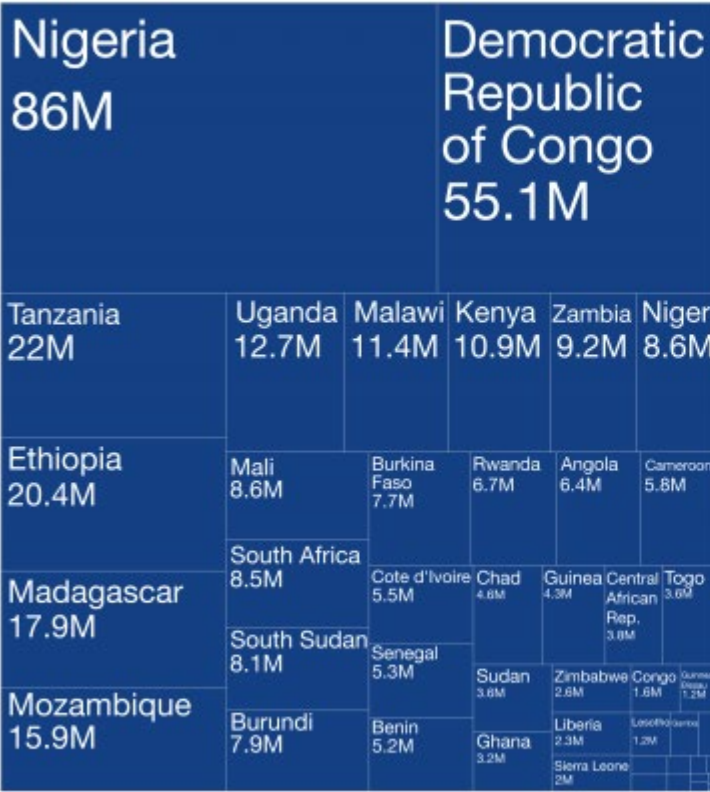 Nigeria
86M
Democratic
Republic
of Congo
55.1M
Tanzania
22M
Uganda
12.7M
Malawi
11.4M
Kenya
10.9M
Zambia
9.2M
Niger
8.6M
Ethiopia
20.4M
Mali
8.6M
Burkina
Faso
7.7M
Rwanda
6.7M
Angola
6.4M
Cameroon
5.8M
South Africa
8.5M
Cote d'Ivoire
5.5M
Chad
4.6M
Guinea
4.3M
Central
African
Rep.
3.8M
Togo
3.6M
Madagascar
17.9M
South Sudan
8.1M
Senegal
5.3M
Sudan
3.6M
Zimbabwe
2.6M
Congo
1.6M
1.2M
Mozambique
15.9M
Burundi
7.9M
Benin
5.2M
Ghana
3.2M
Liberia
2.3M
Lesotho
1.2M
Sierra Leone
2M